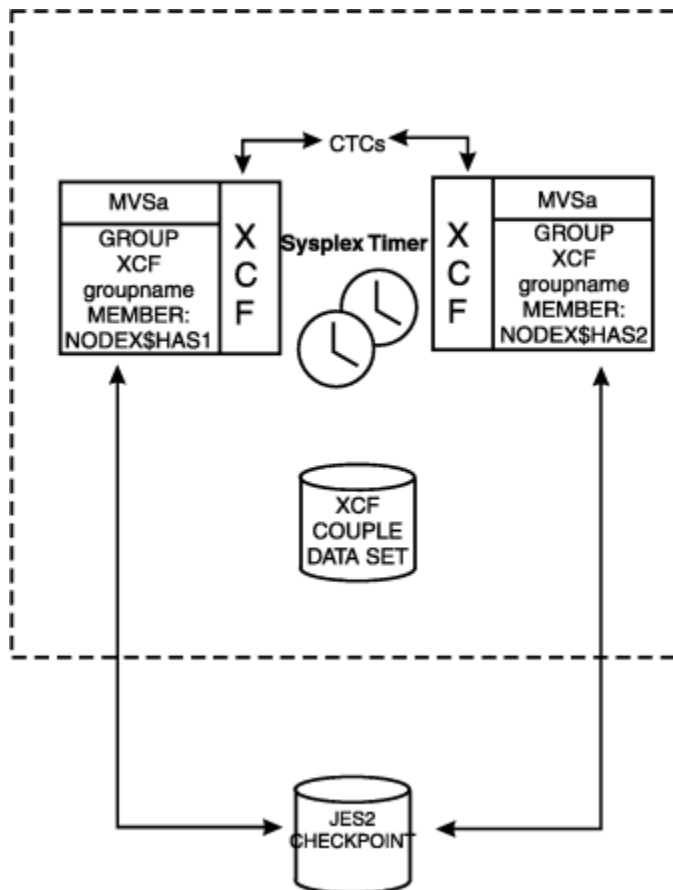 CTCs
MVSa
GROUP
XCF
groupname
MEMBER:
NODEX$HAS1
X
C
F
Sysplex Timer
X
C
F
MVSa
GROUP
XCF
groupname
MEMBER:
NODEX$HAS2
XCF
COUPLE
DATA SET
JES2
CHECKPOINT